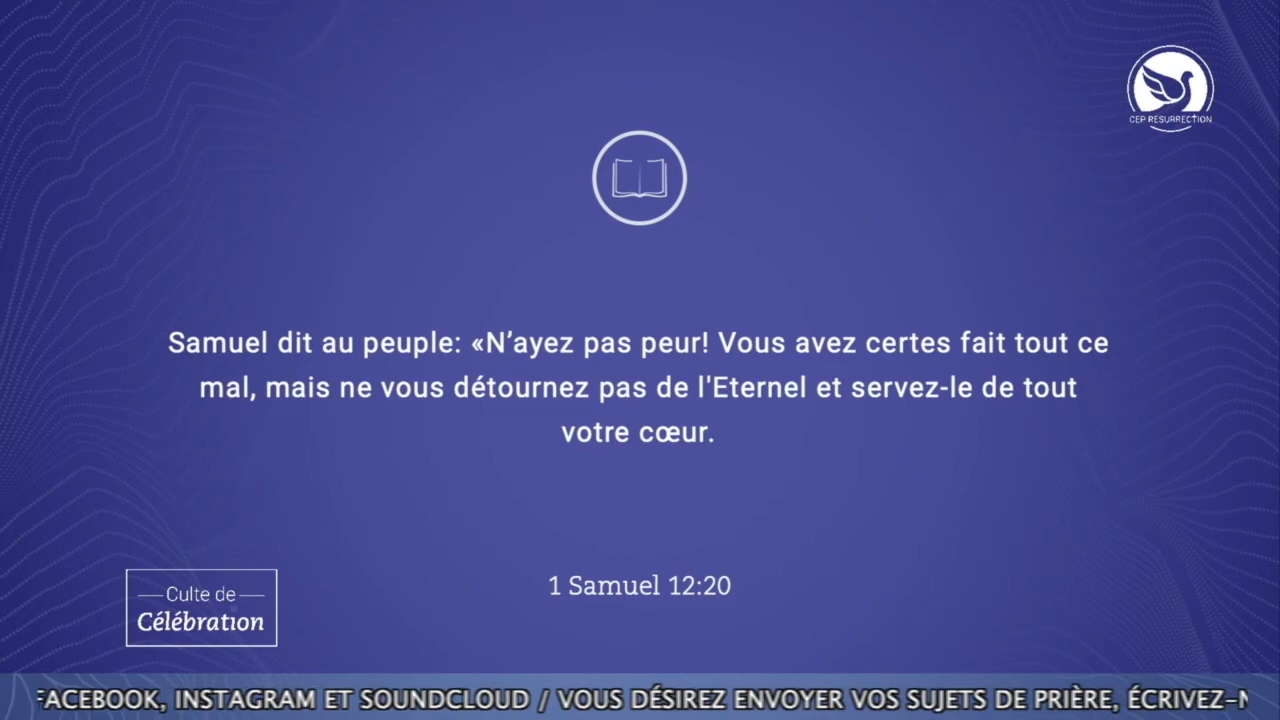 CEP RESURRECTION
Samuel dit au peuple: «N’ayez pas peur! Vous avez certes fait tout ce
mal, mais ne vous détournez pas de l'Eternel et servez-le de tout
votre cœur.
1 Samuel 12:20
Culte de
Célébration
FACEBOOK, INSTAGRAM ET SOUNDCLOUD / VOUS DÉSIREZ ENVOYER VOS SUJETS DE PRIÈRE, ÉCRIVEZ-N